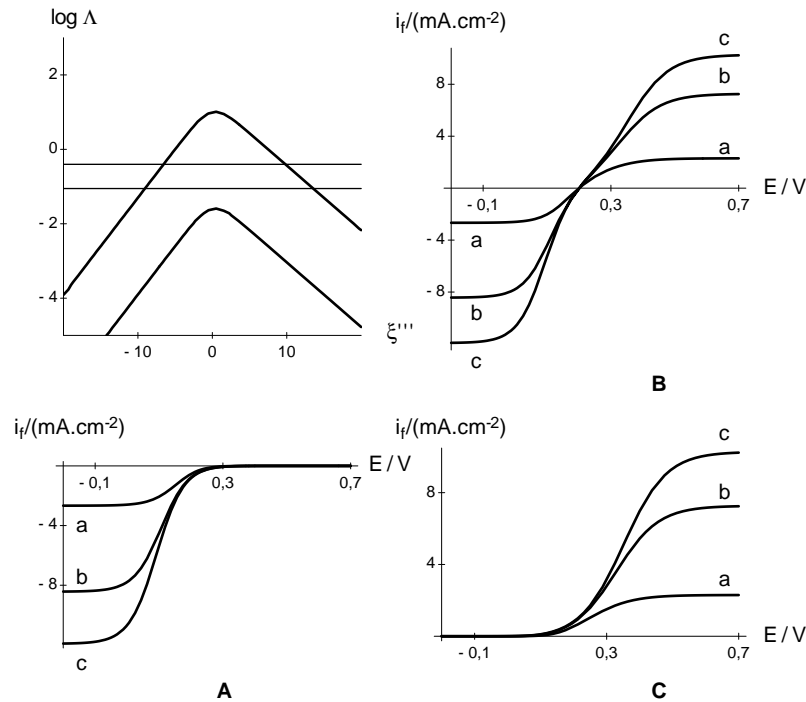 log Λ
2
0
- 2
- 4
- 10
0
10
ξ'''
i_f/(mA.cm-2)
8
4
- 4
- 8
c
b
a
E / V
- 0,1
0,3
0,7
a
b
c
B
i_f/(mA.cm-2)
E / V
- 0,1
0,3
0,7
- 4
- 8
a
b
c
A
i_f/(mA.cm-2)
8
4
c
b
a
E / V
- 0,1
0,3
0,7
C